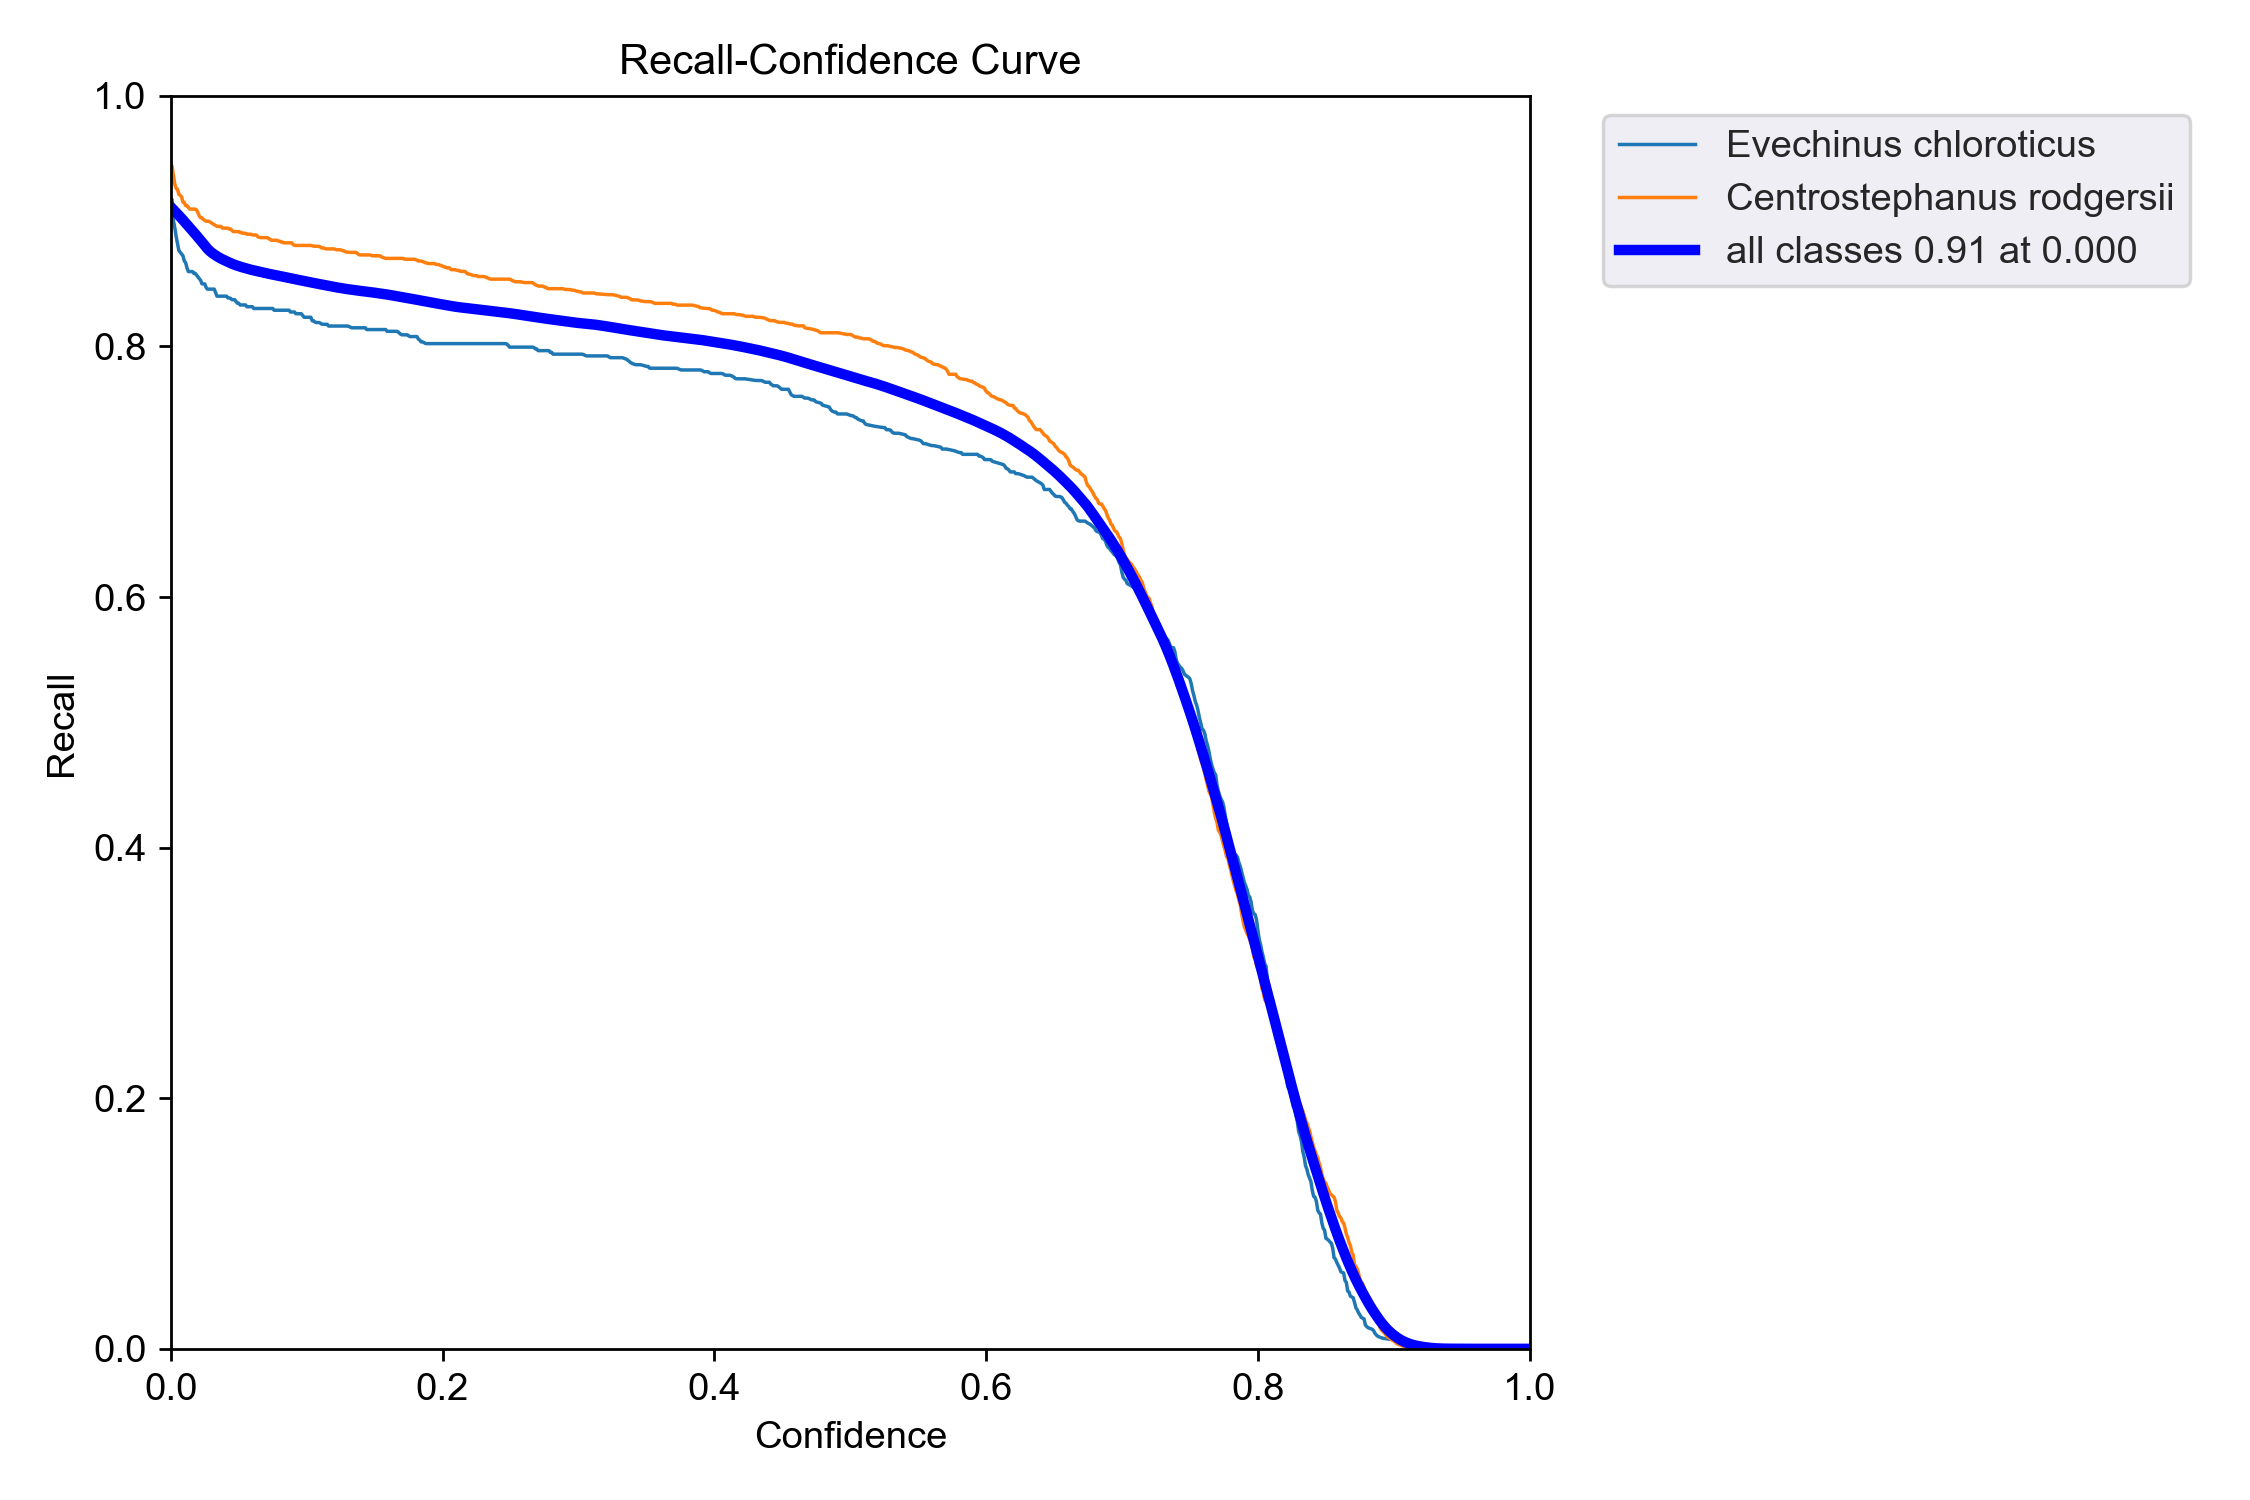 Recall-Confidence Curve
1.0
0.8
0.6
0.4
0.2
0.0
Recall
0.0 0.2 0.4 0.6 0.8 1.0
Confidence
Evechinus chloroticus
Centrostephanus rodgersii
all classes 0.91 at 0.000